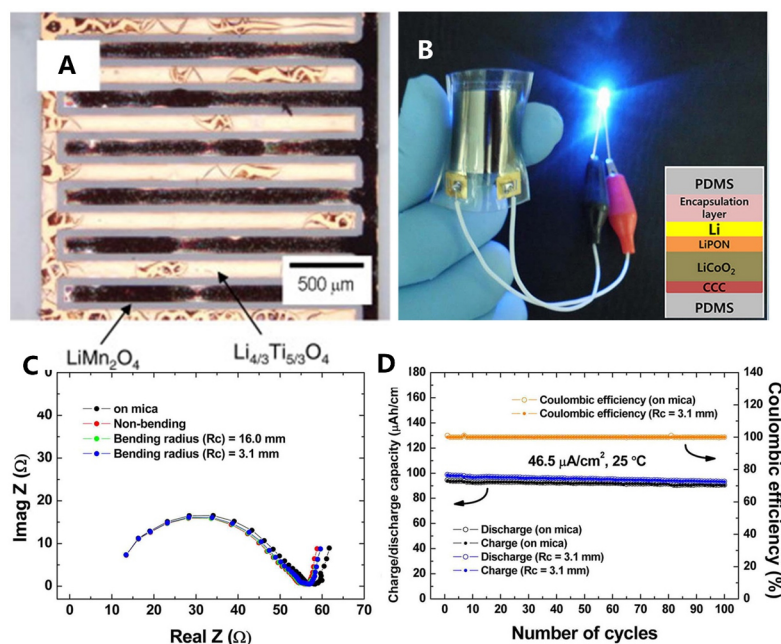 A
500 µm
LiMn₂O₄
Li₄/₃Ti₅/₃O₄
B
PDMS
Encapsulation
layer
Li
LiPON
LiCoO₂
CCC
PDMS
C
on mica
Non-bending
Bending radius (Rc) = 16.0 mm
Bending radius (Rc) = 3.1 mm
Imag Z (Ω)
0
10
20
30
40
0
0 10 20 30 40 50 60 70
Real Z (Ω)
D
Charge/discharge capacity (µAh/cm
180
160
140
120
100
80
60
40
20
0
Coulombic efficiency (on mica)
Coulombic efficiency (Rc = 3.1 mm)
46.5 µA/cm², 25 °C
Discharge (on mica)
Charge (on mica)
Discharge (Rc = 3.1 mm)
Charge (Rc = 3.1 mm)
140
120
100
80
60
40
20
0
Coulombic efficiency (%)
0 10 20 30 40 50 60 70 80 90 100
Number of cycles